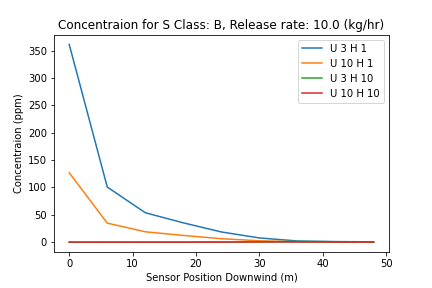 Concentraion for S Class: B, Release rate: 10.0 (kg/hr)
350
300
250
200
150
100
50
0
Concentraion (ppm)
U 3 H 1
U 10 H 1
U 3 H 10
U 10 H 10
0 10 20 30 40 50
Sensor Position Downwind (m)